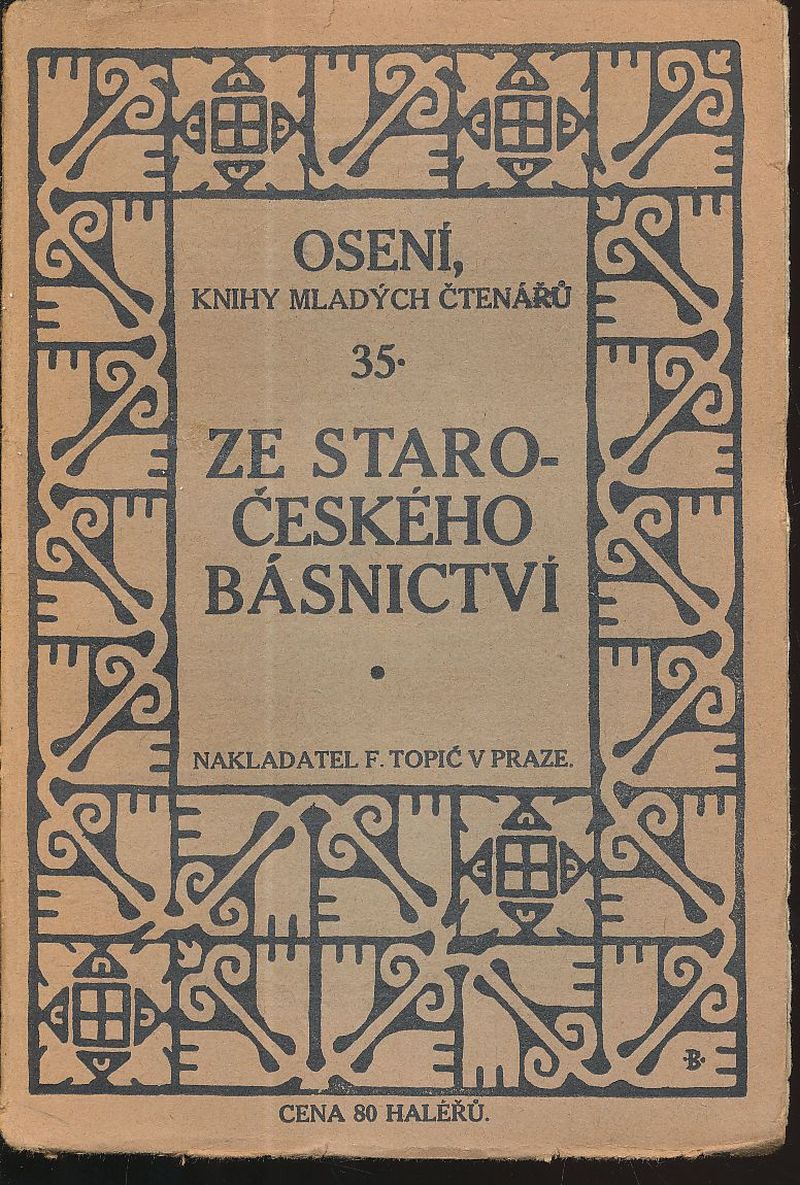 OSENÍ,
KNIHY MLADÝCH ČTENÁŘŮ
35·
ZE STARO-
ČESKÉHO
BÁSNICTVÍ
NAKLADATEL F. TOPIČ V PRAZE.
·B·
CENA 80 HALÉŘŮ.